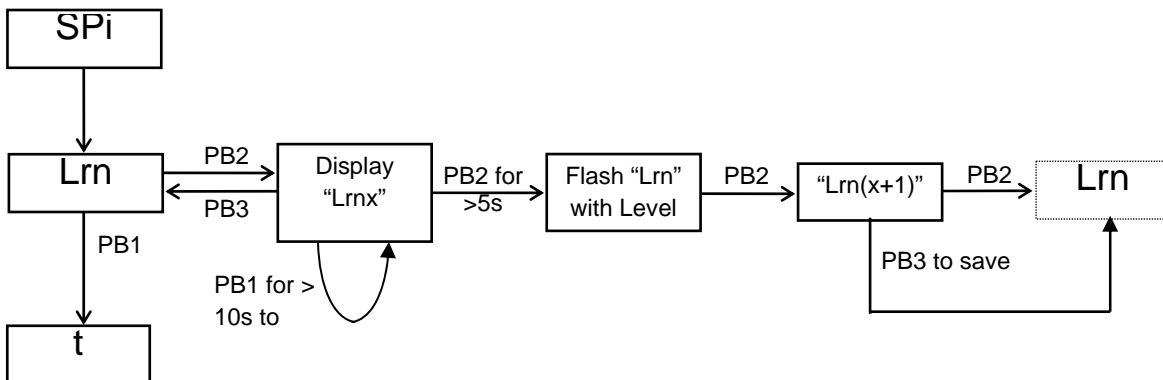 SPi
Lrn
PB2
PB3
Display
“Lrnx”
PB2 for
>5s
Flash “Lrn”
with Level
PB2
“Lrn(x+1)”
PB2
Lrn
PB1
PB1 for >
10s to
PB3 to save
t